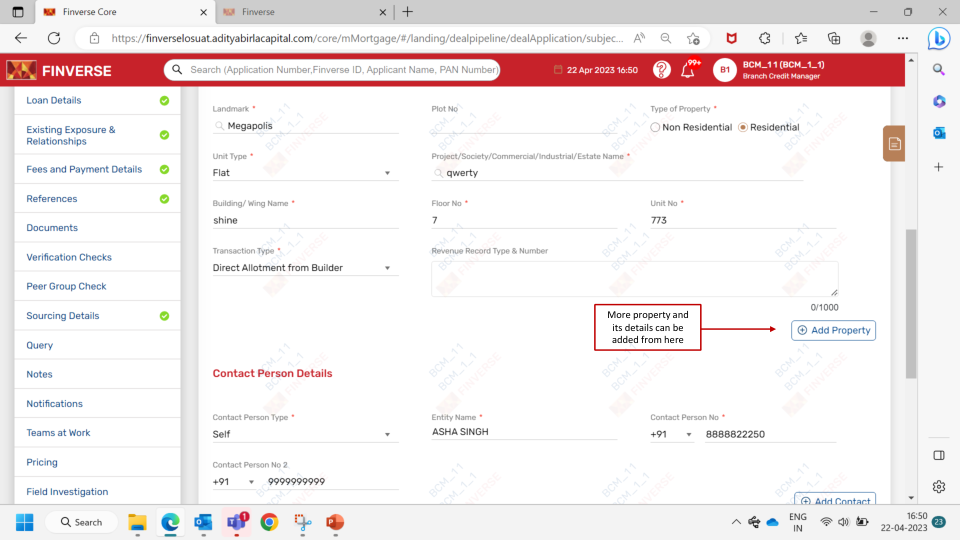 Finverse Core
Finverse
https://finverselosuat.adityabirlacapital.com/core/mMortgage/#/landing/dealpipeline/dealApplication/subjec...
FINVERSE
Search (Application Number,Finverse ID, Applicant Name, PAN Number)
22 Apr 2023 16:50
99+
B1
BCM_1 1 (BCM_1_1)
Branch Credit Manager
Loan Details
Existing Exposure &
Relationships
Fees and Payment Details
References
Documents
Verification Checks
Peer Group Check
Sourcing Details
Query
Notes
Notifications
Teams at Work
Pricing
Field Investigation
Landmark *
Plot No
Type of Property *
Megapolis
Non Residential
Residential
Unit Type *
Project/Society/Commercial/Industrial/Estate Name *
Flat
qwerty
Building/ Wing Name *
Floor No *
Unit No *
shine
7
773
Transaction Type *
Revenue Record Type & Number
Direct Allotment from Builder
0/1000
More property and
its details can be
added from here
Add Property
Contact Person Details
Contact Person Type *
Entity Name *
Contact Person No *
Self
ASHA SINGH
+91
8888822250
Contact Person No 2
+91
9999999999
Add Contact
Search
1
ENG
IN
16:50
22-04-2023
23